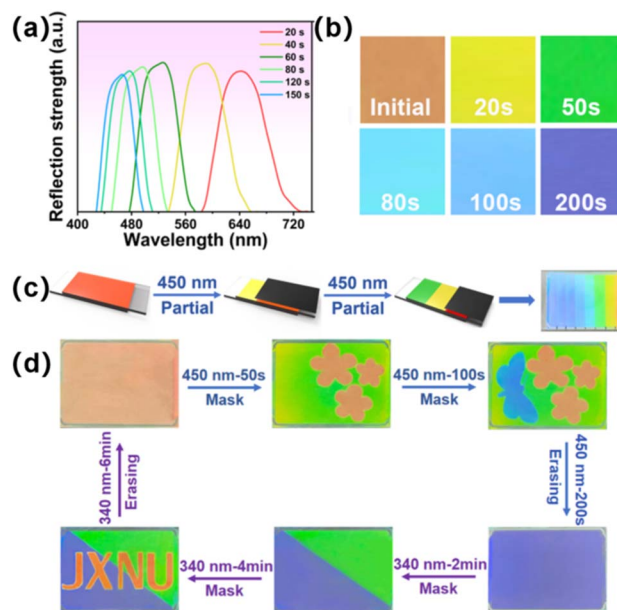 (a)
Reflection strength (a.u.)
20 s
40 s
60 s
80 s
120 s
150 s
400 480 560 640 720
Wavelength (nm)
(b)
Initial 20s 50s
80s 100s 200s
(c)
450 nm
Partial
450 nm
Partial
(d)
450 nm-50s
Mask
450 nm-100s
Mask
450 nm-200s
Erasing
340 nm-2min
Mask
340 nm-4min
Mask
JXNU
340 nm-6min
Erasing